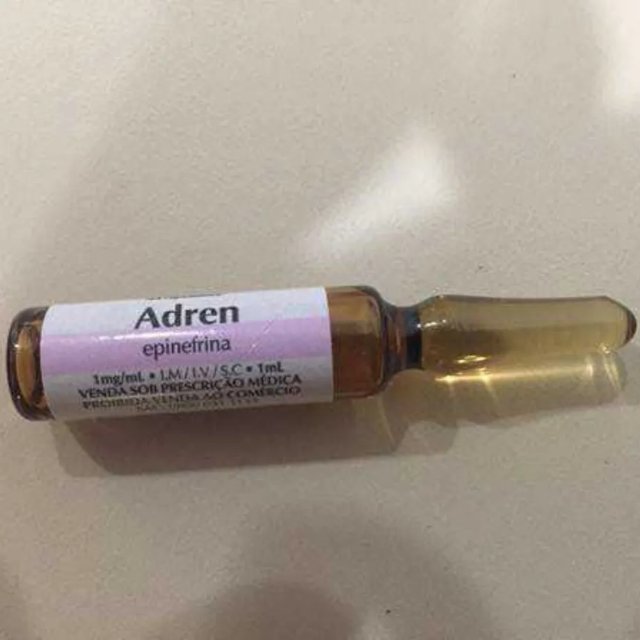 Adren
epinefrina
1mg/mL • I.M./I.V./S.C • 1mL
VENDA SOB PRESCRIÇÃO MÉDICA
PROIBIDA VENDA AO COMÉRCIO